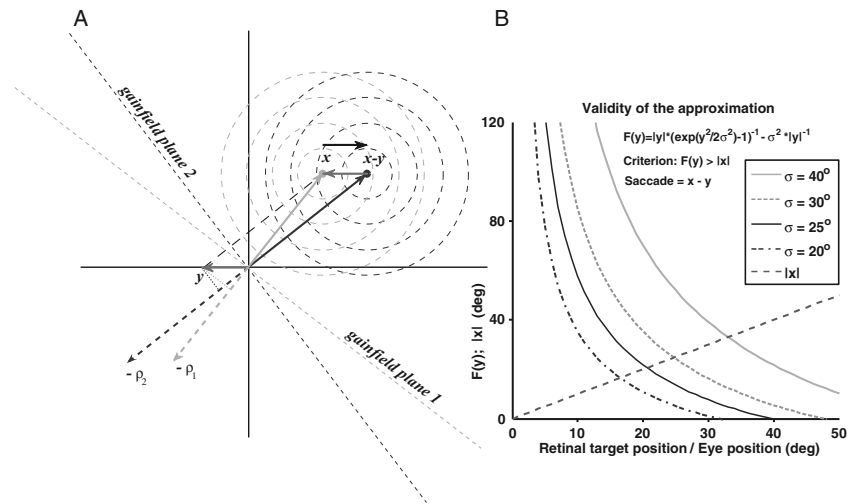 A
gainfield plane 2
x
x-y
y
- ρ2
- ρ1
gainfield plane 1
B
Validity of the approximation
F(y)=|y|*(exp(y²/2σ²)-1)⁻¹ - σ² *|y|⁻¹
Criterion: F(y) > |x|
Saccade = x - y
σ = 40°
σ = 30°
σ = 25°
σ = 20°
|x|
F(y); |x| (deg)
120
80
40
0
0 10 20 30 40 50
Retinal target position / Eye position (deg)